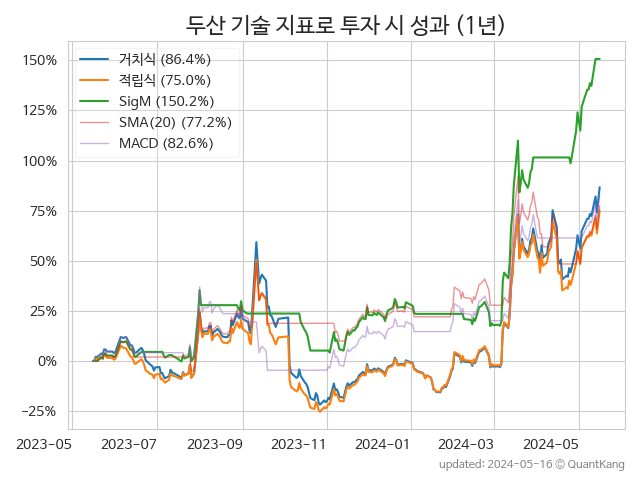 두산 기술 지표로 투자 시 성과 (1년)
거치식 (86.4%)
적립식 (75.0%)
SigM (150.2%)
SMA(20) (77.2%)
MACD (82.6%)
150%
125%
100%
75%
50%
25%
0%
−25%
2023-05 2023-07 2023-09 2023-11 2024-01 2024-03 2024-05
updated: 2024-05-16 © QuantKang